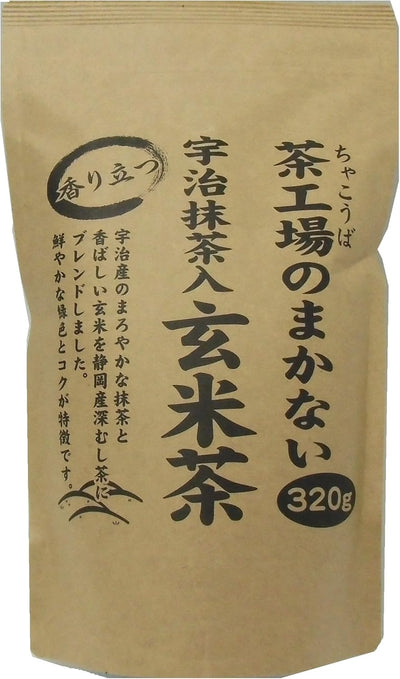 ちゃこうば
茶工場のまかない
320g
宇治抹茶入玄米茶
香り立つ
宇治産のまろやかな抹茶と
香ばしい玄米を静岡産深むし茶に
ブレンドしました。
鮮やかな緑色とコクが特徴です。